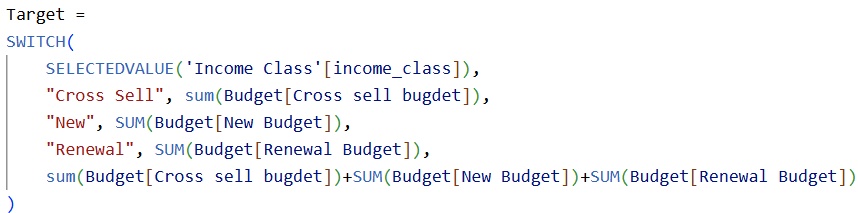 Target =
SWITCH(
SELECTEDVALUE('Income Class'[income_class]),
"Cross Sell", sum(Budget[Cross sell bugdet]),
"New", SUM(Budget[New Budget]),
"Renewal", SUM(Budget[Renewal Budget]),
sum(Budget[Cross sell bugdet])+SUM(Budget[New Budget])+SUM(Budget[Renewal Budget])
)